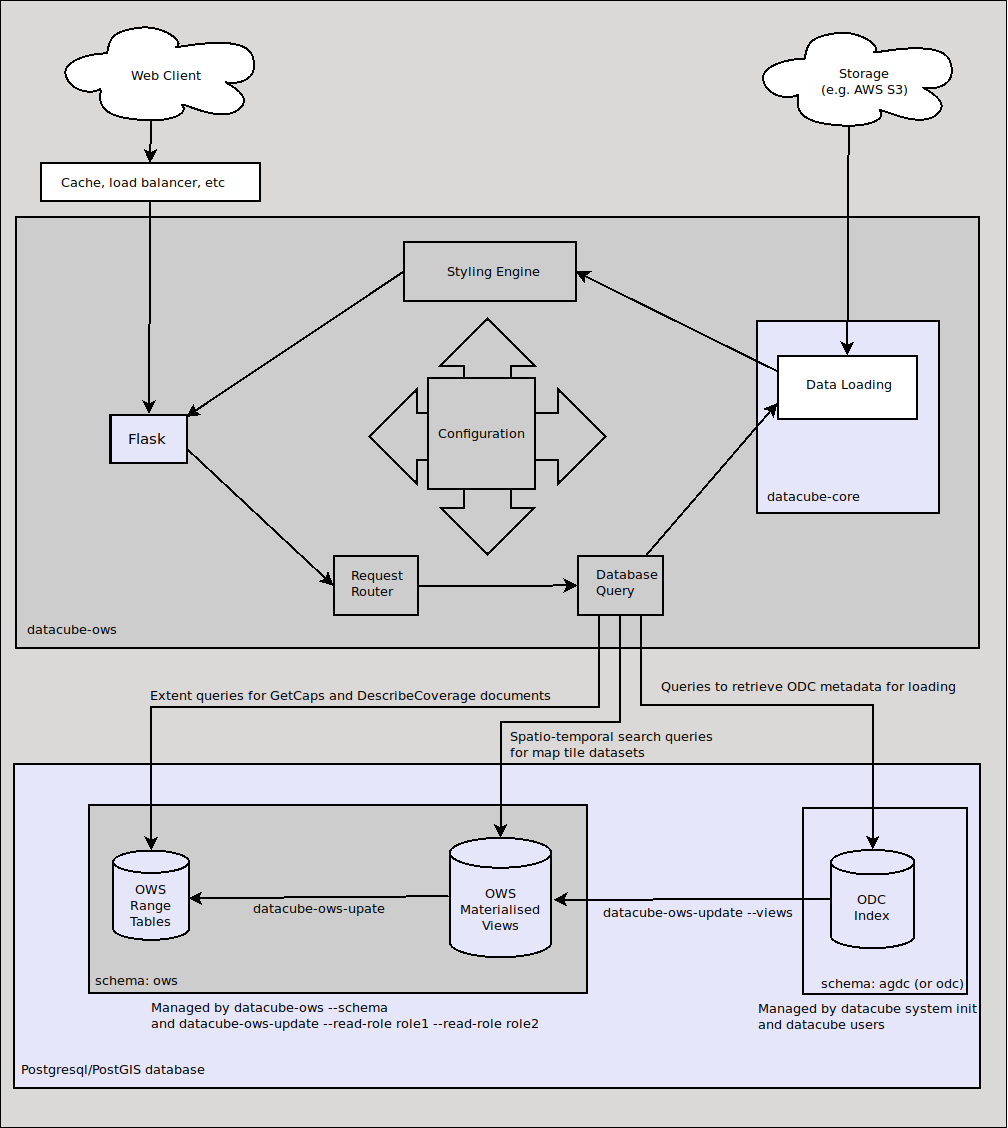 Web Client
Storage
(e.g. AWS S3)
Cache, load balancer, etc
Styling Engine
Data Loading
Configuration
Flask
datacube-core
Request
Router
Database
Query
datacube-ows
Extent queries for GetCaps and DescribeCoverage documents
Queries to retrieve ODC metadata for loading
Spatio-temporal search queries
for map tile datasets
OWS
Range
Tables
datacube-ows-upate
OWS
Materialised
Views
datacube-ows-update --views
ODC
Index
schema: ows
schema: agdc (or odc)
Managed by datacube-ows --schema
and datacube-ows-update --read-role role1 --read-role role2
Managed by datacube system init
and datacube users
Postgresql/PostGIS database